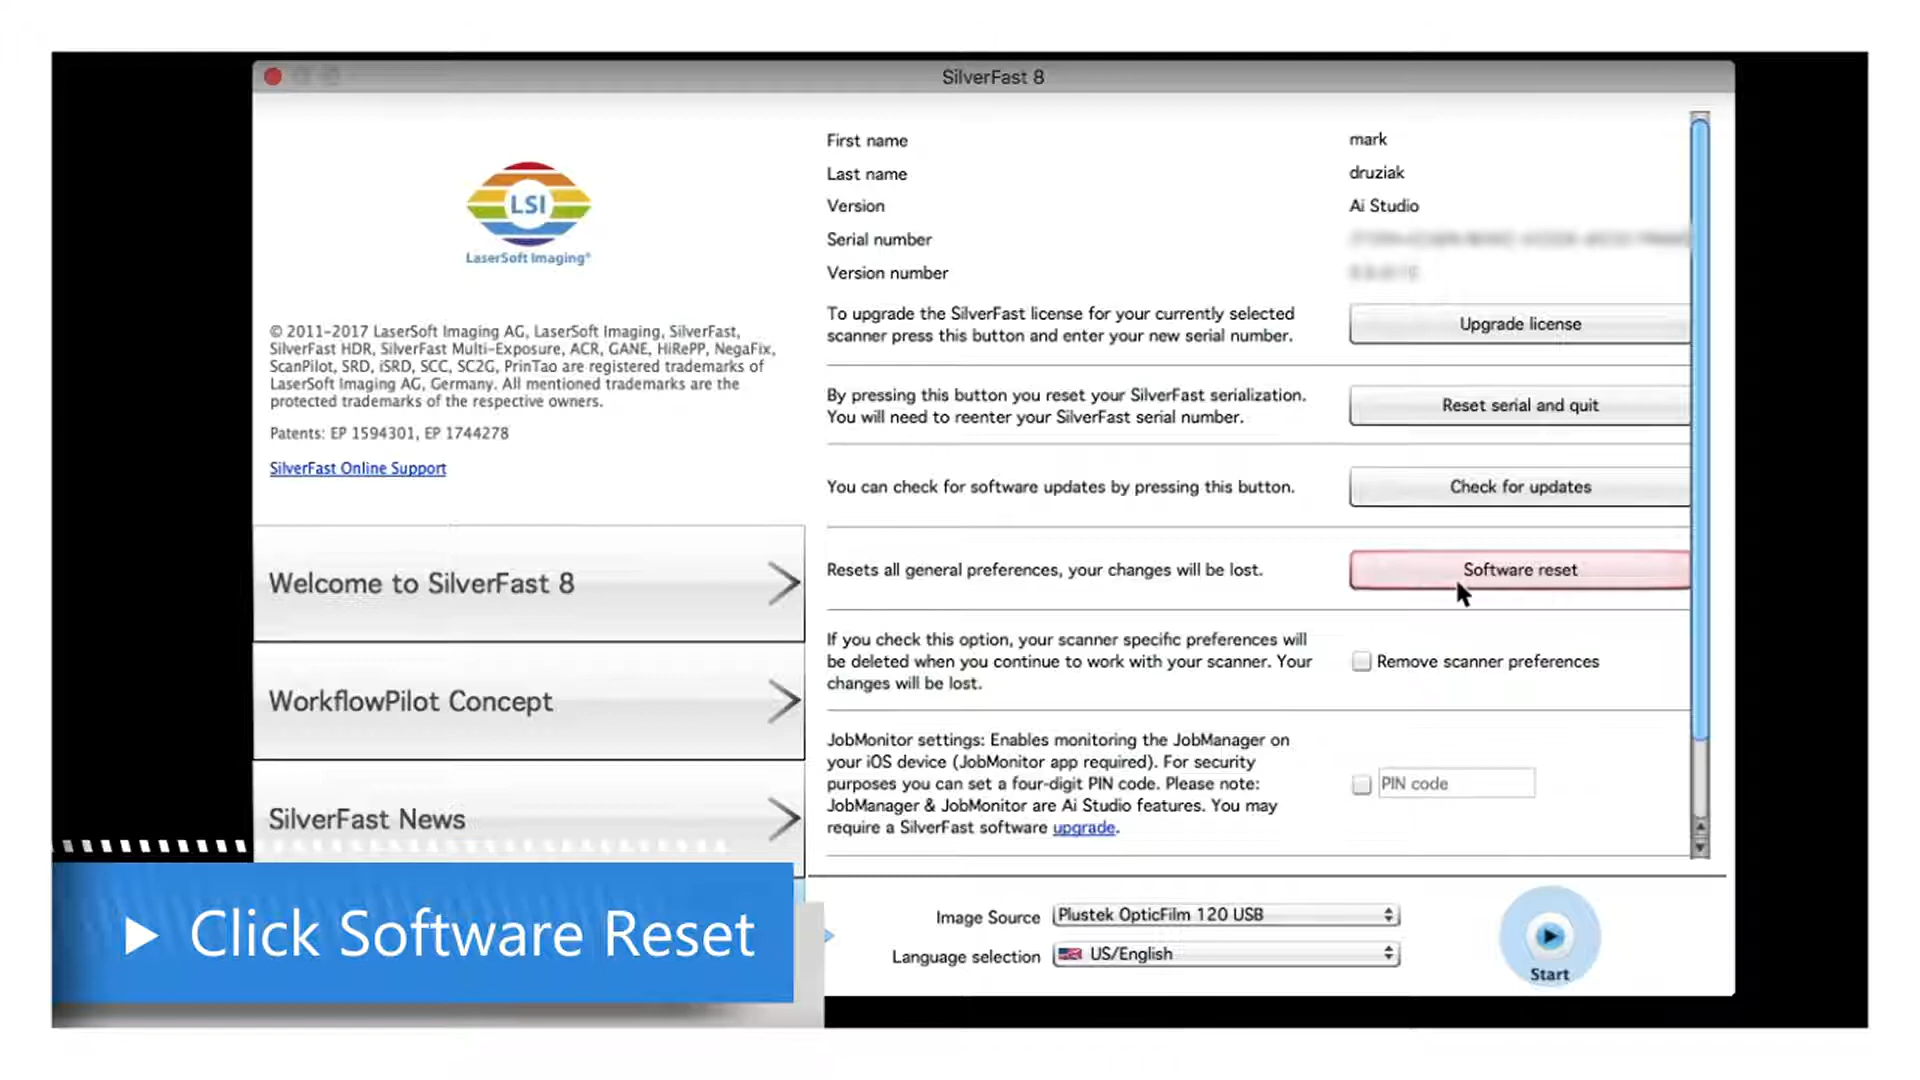 SilverFast 8
LSI
LaserSoft Imaging®
© 2011-2017 LaserSoft Imaging AG, LaserSoft Imaging, SilverFast,
SilverFast HDR, SilverFast Multi-Exposure, ACR, GANE, HiRePP, NegaFix,
ScanPilot, SRD, iSRD, SCC, SC2G, PrinTao are registered trademarks of
LaserSoft Imaging AG, Germany. All mentioned trademarks are the
protected trademarks of the respective owners.
Patents: EP 1594301, EP 1744278
SilverFast Online Support
Welcome to SilverFast 8
WorkflowPilot Concept
SilverFast News
Click Software Reset
First name mark
Last name druziak
Version Ai Studio
Serial number
Version number
To upgrade the SilverFast license for your currently selected
scanner press this button and enter your new serial number.
Upgrade license
By pressing this button you reset your SilverFast serialization.
You will need to reenter your SilverFast serial number.
Reset serial and quit
You can check for software updates by pressing this button.
Check for updates
Resets all general preferences, your changes will be lost.
Software reset
If you check this option, your scanner specific preferences will
be deleted when you continue to work with your scanner. Your
changes will be lost.
Remove scanner preferences
JobMonitor settings: Enables monitoring the JobManager on
your iOS device (JobMonitor app required). For security
purposes you can set a four-digit PIN code. Please note:
JobManager & JobMonitor are Ai Studio features. You may
require a SilverFast software upgrade.
PIN code
Image Source Plustek OpticFilm 120 USB
Language selection US/English
Start